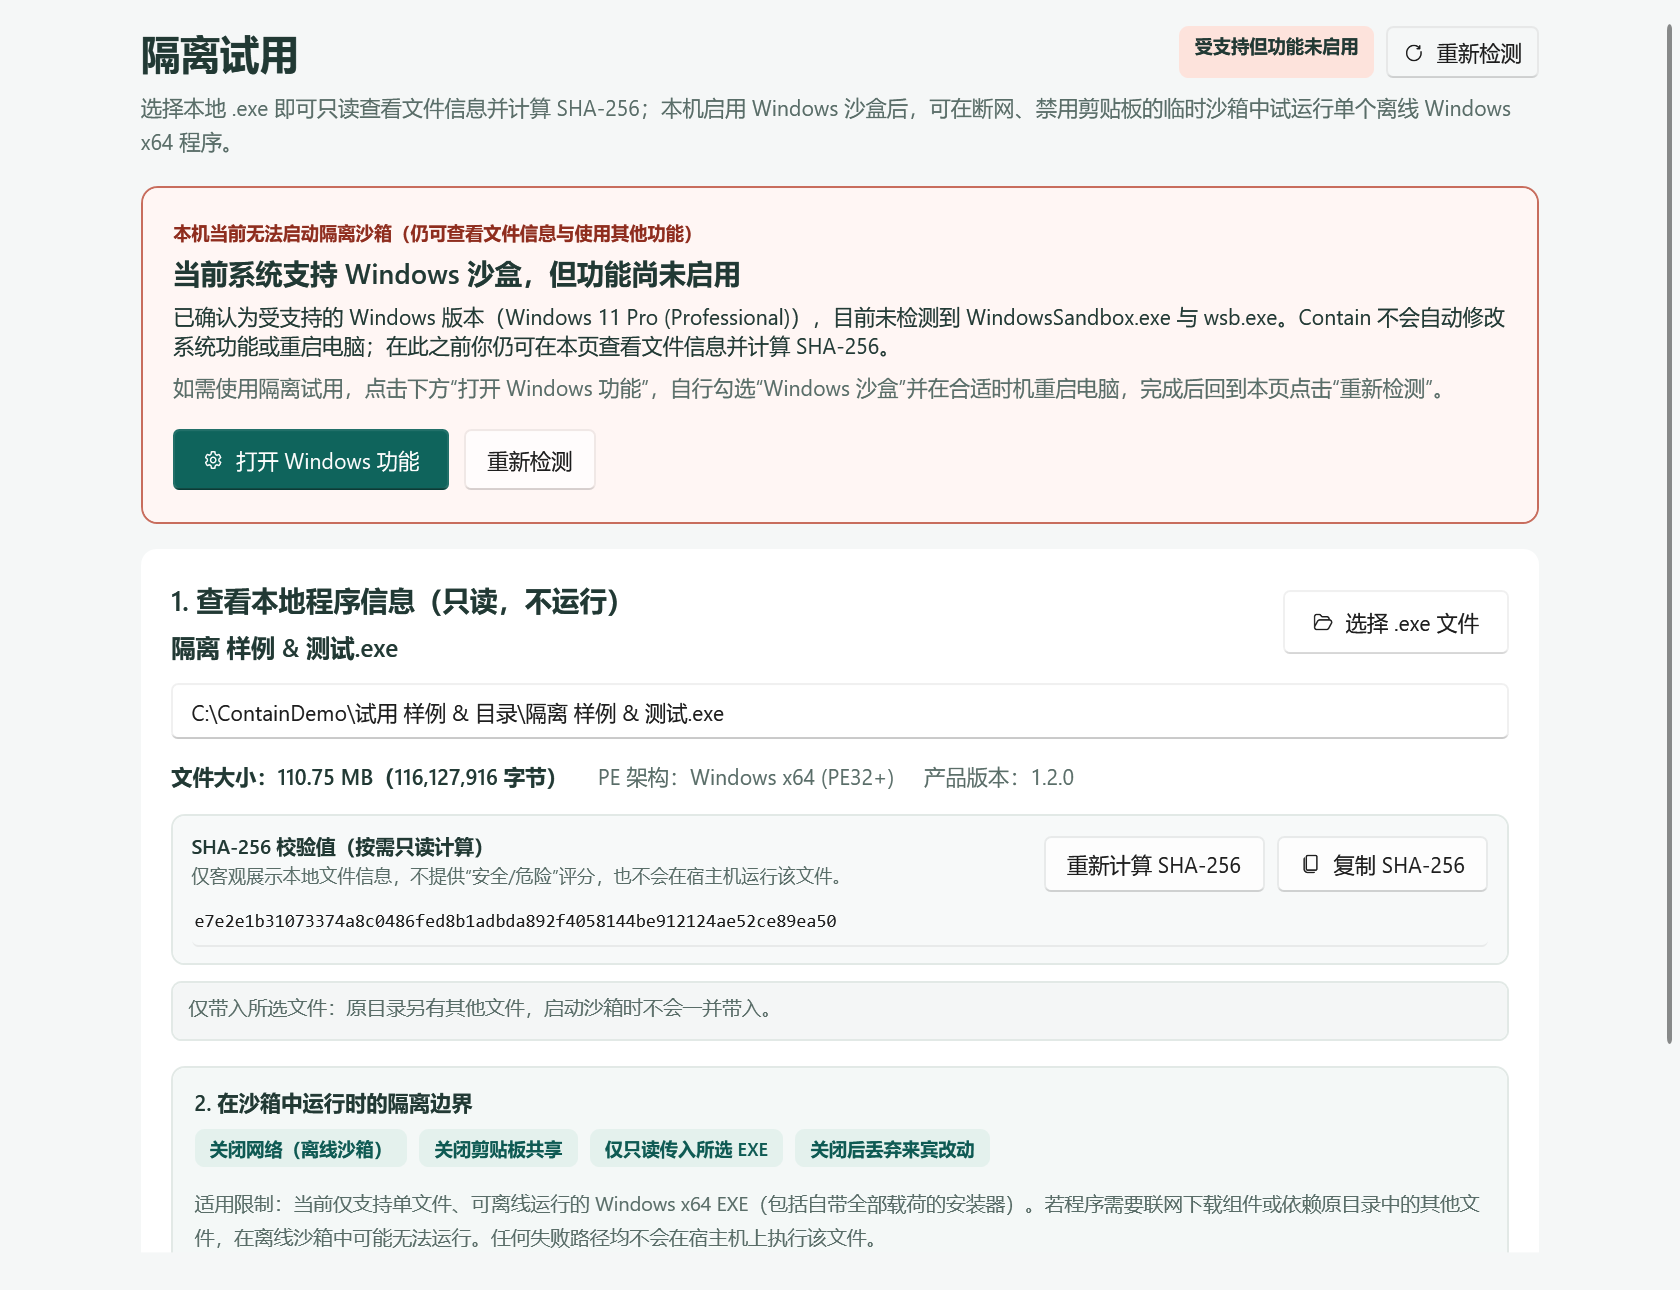 隔离试用
受支持但功能未启用
重新检测
选择本地 .exe 即可只读查看文件信息并计算 SHA-256；本机启用 Windows 沙盒后，可在断网、禁用剪贴板的临时沙箱中试运行单个离线 Windows
x64 程序。
本机当前无法启动隔离沙箱（仍可查看文件信息与使用其他功能）
当前系统支持 Windows 沙盒，但功能尚未启用
已确认为受支持的 Windows 版本（Windows 11 Pro (Professional)），目前未检测到 WindowsSandbox.exe 与 wsb.exe。Contain 不会自动修改
系统功能或重启电脑；在此之前你仍可在本页查看文件信息并计算 SHA-256。
如需使用隔离试用，点击下方“打开 Windows 功能”，自行勾选“Windows 沙盒”并在合适时机重启电脑，完成后回到本页点击“重新检测”。
打开 Windows 功能
重新检测
1. 查看本地程序信息（只读，不运行）
选择 .exe 文件
隔离 样例 & 测试.exe
C:\ContainDemo\试用 样例 & 目录\隔离 样例 & 测试.exe
文件大小：110.75 MB（116,127,916 字节） PE 架构：Windows x64 (PE32+) 产品版本：1.2.0
SHA-256 校验值（按需只读计算）
仅客观展示本地文件信息，不提供“安全/危险”评分，也不会在宿主机运行该文件。
重新计算 SHA-256
复制 SHA-256
e7e2e1b31073374a8c0486fed8b1adbda892f4058144be912124ae52ce89ea50
仅带入所选文件：原目录另有其他文件，启动沙箱时不会一并带入。
2. 在沙箱中运行时的隔离边界
关闭网络（离线沙箱） 关闭剪贴板共享 仅只读传入所选 EXE 关闭后丢弃来宾改动
适用限制：当前仅支持单文件、可离线运行的 Windows x64 EXE（包括自带全部载荷的安装器）。若程序需要联网下载组件或依赖原目录中的其他文
件，在离线沙箱中可能无法运行。任何失败路径均不会在宿主机上执行该文件。